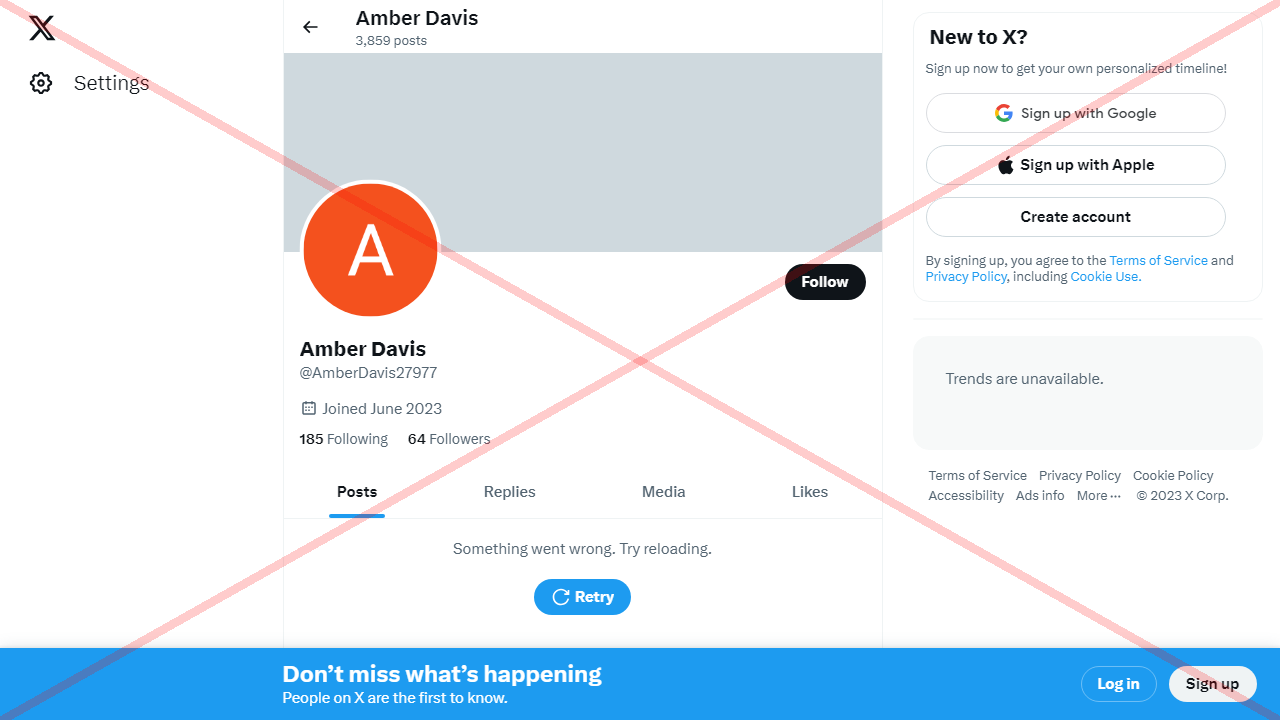 Settings
Amber Davis
3,859 posts
A
Follow
Amber Davis
@AmberDavis27977
Joined June 2023
185 Following 64 Followers
Posts Replies Media Likes
Something went wrong. Try reloading.
Retry
New to X?
Sign up now to get your own personalized timeline!
Sign up with Google
Sign up with Apple
Create account
By signing up, you agree to the Terms of Service and
Privacy Policy, including Cookie Use.
Trends are unavailable.
Terms of Service Privacy Policy Cookie Policy
Accessibility Ads info More ··· © 2023 X Corp.
Don’t miss what’s happening
People on X are the first to know.
Log in Sign up